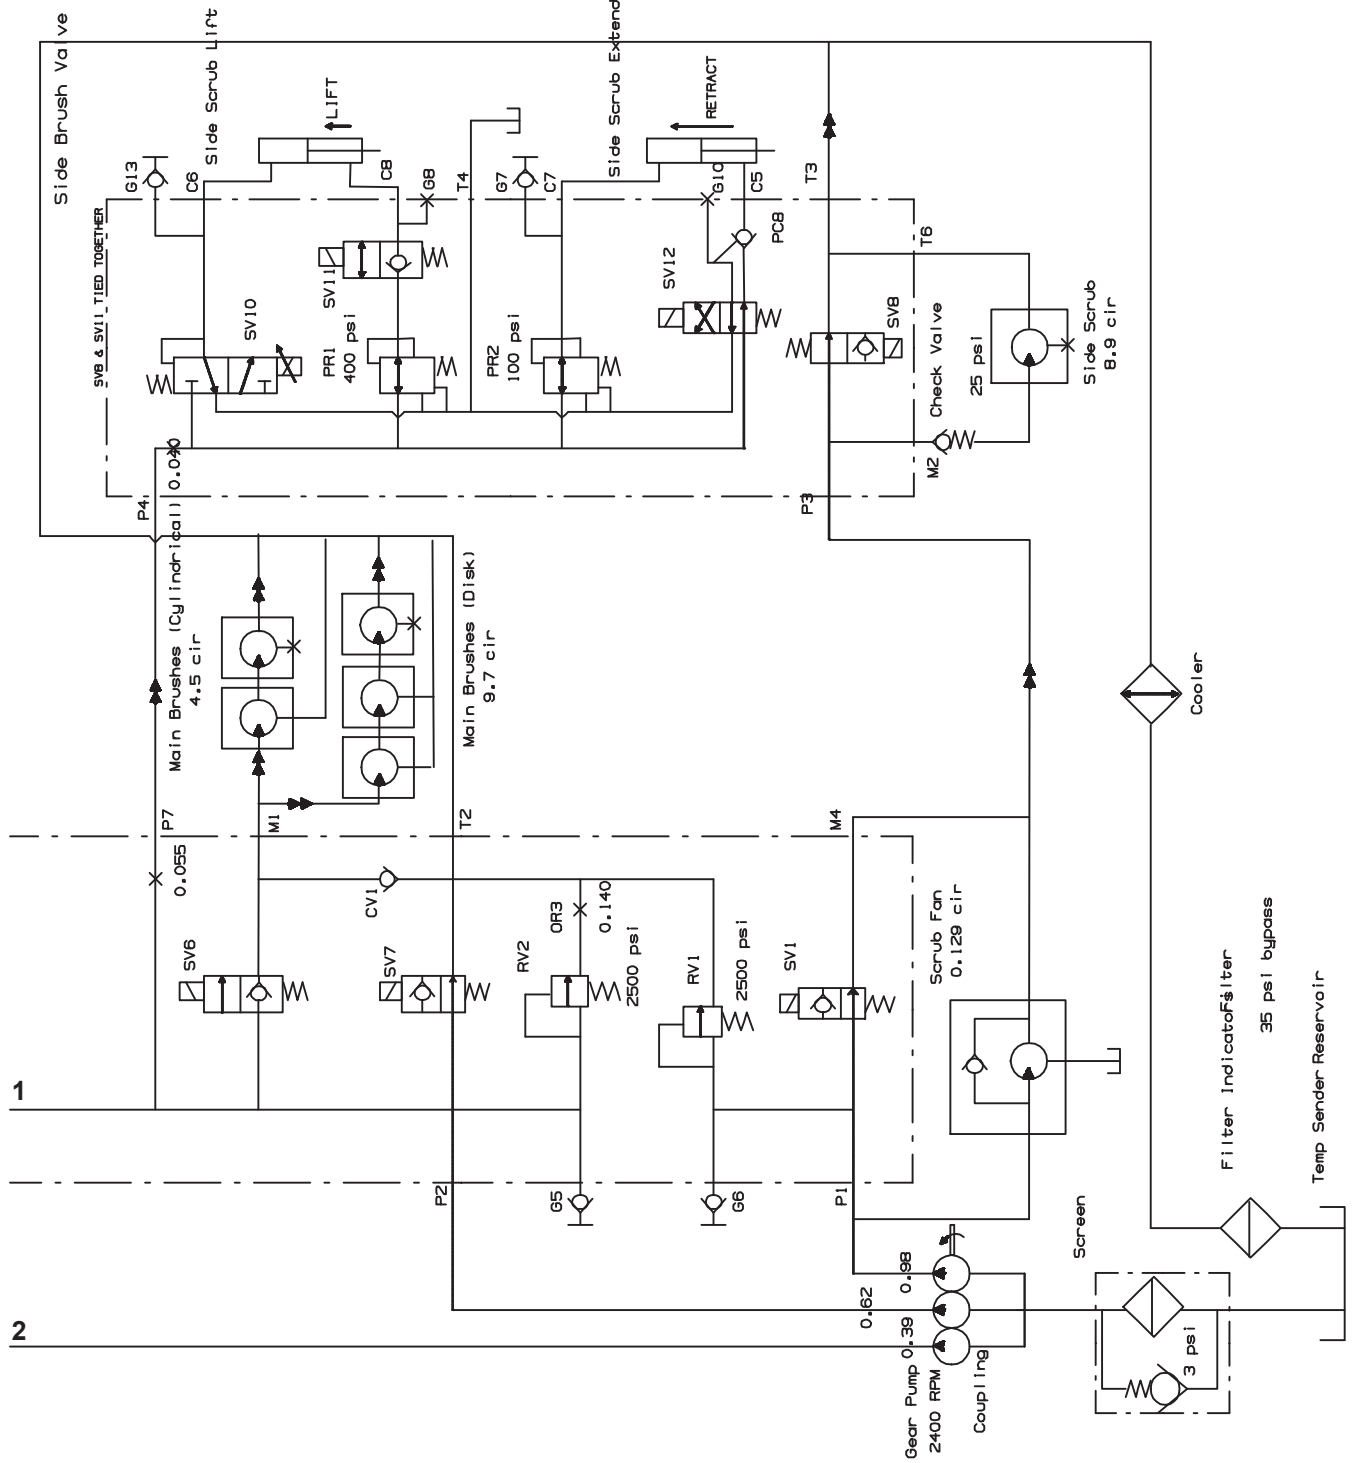 Side Brush Valve
Side Scrub Lift
Side Scrub Extend
SV8 & SV11 TIED TOGETHER
G13
C6
LIFT
C8
G8
T4
G7
C7
RETRACT
G10
C5
T3
SV10
SV11
PR1
400 psi
PR2
100 psi
SV12
PC8
T6
SV8
Check Valve
25 psi
Side Scrub
8.9 cir
M2
0.040
P4
P3
Main Brushes (Cylindrical)
4.5 cir
Main Brushes (Disk)
9.7 cir
Cooler
P7
M1
T2
M4
0.055
CV1
SV6
SV7
RV2
OR3
0.140
2500 psi
RV1
2500 psi
SV1
Scrub Fan
0.129 cir
Filter Indicator
Filter
35 psi bypass
Temp Sender
Reservoir
1
P2
G5
G6
P1
Screen
2
0.98
0.62
0.39
Gear Pump
2400 RPM
Coupling
3 psi